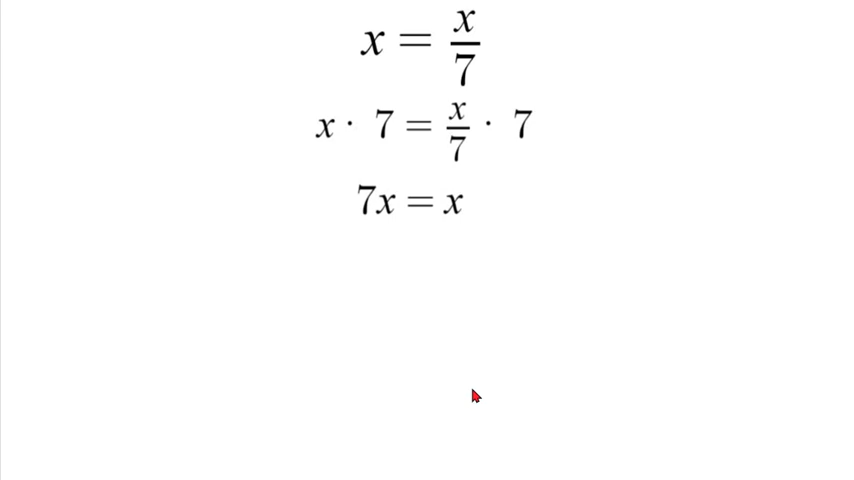 x = x/7
x · 7 = x/7 · 7
7x = x